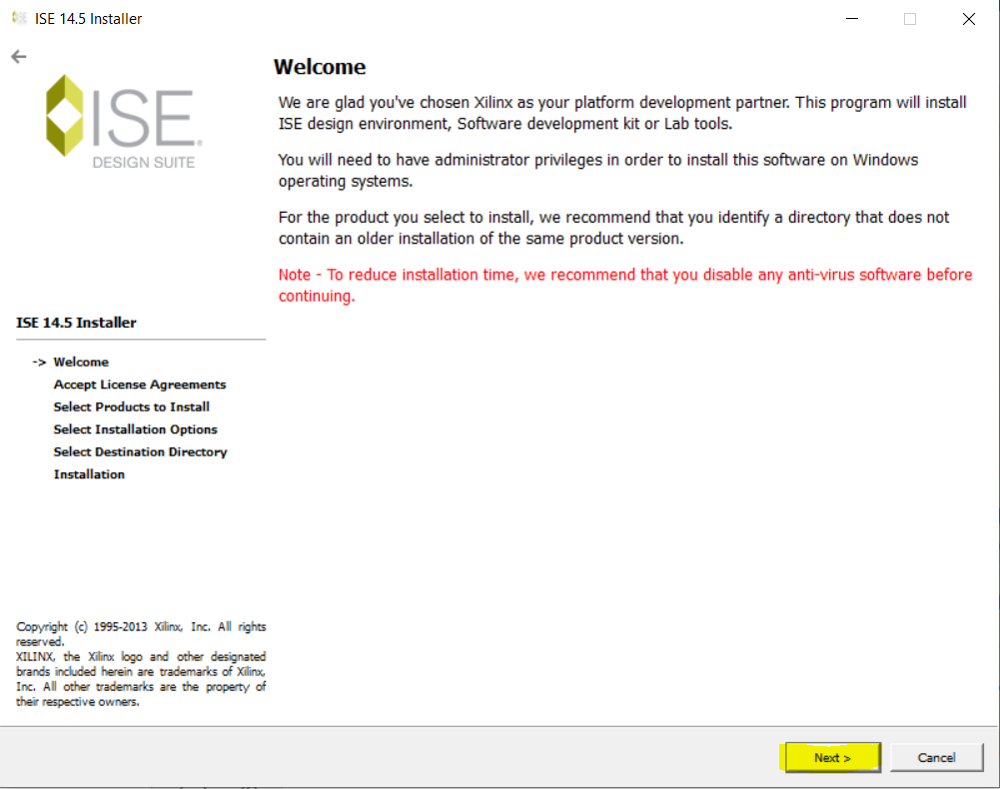 ISE 14.5 Installer
ISE
DESIGN SUITE
Welcome
We are glad you've chosen Xilinx as your platform development partner. This program will install
ISE design environment, Software development kit or Lab tools.
You will need to have administrator privileges in order to install this software on Windows
operating systems.
For the product you select to install, we recommend that you identify a directory that does not
contain an older installation of the same product version.
Note - To reduce installation time, we recommend that you disable any anti-virus software before
continuing.
ISE 14.5 Installer
-> Welcome
Accept License Agreements
Select Products to Install
Select Installation Options
Select Destination Directory
Installation
Copyright (c) 1995-2013 Xilinx, Inc. All rights
reserved.
XILINX, the Xilinx logo and other designated
brands included herein are trademarks of Xilinx,
Inc. All other trademarks are the property of
their respective owners.
Next >
Cancel